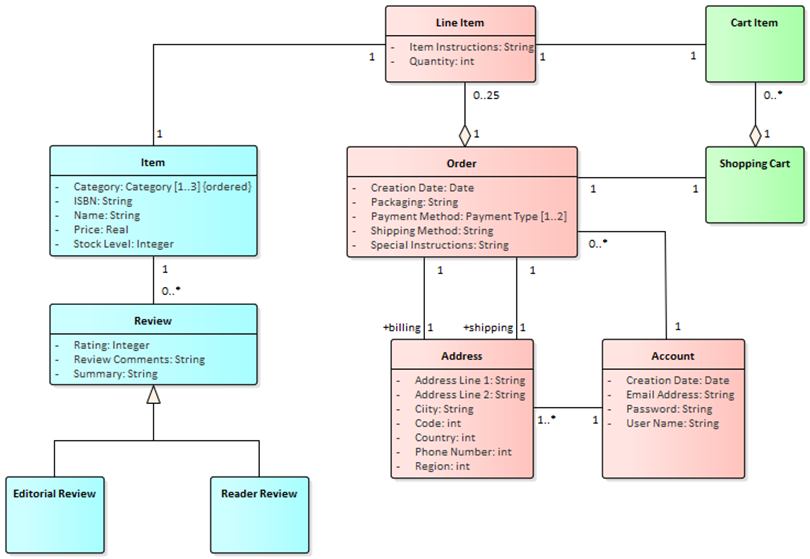 Line Item
- Item Instructions: String
- Quantity: int
Cart Item
1
1
1
1
0..25
0..*
1
1
Item
- Category: Category [1..3] {ordered}
- ISBN: String
- Name: String
- Price: Real
- Stock Level: Integer
Order
- Creation Date: Date
- Packaging: String
- Payment Method: Payment Type [1..2]
- Shipping Method: String
- Special Instructions: String
Shopping Cart
1
1
0..*
1
0..*
1
1
Review
- Rating: Integer
- Review Comments: String
- Summary: String
+billing 1
+shipping 1
1
Address
- Address Line 1: String
- Address Line 2: String
- Ciity: String
- Code: int
- Country: int
- Phone Number: int
- Region: int
1..*
1
Account
- Creation Date: Date
- Email Address: String
- Password: String
- User Name: String
Editorial Review
Reader Review